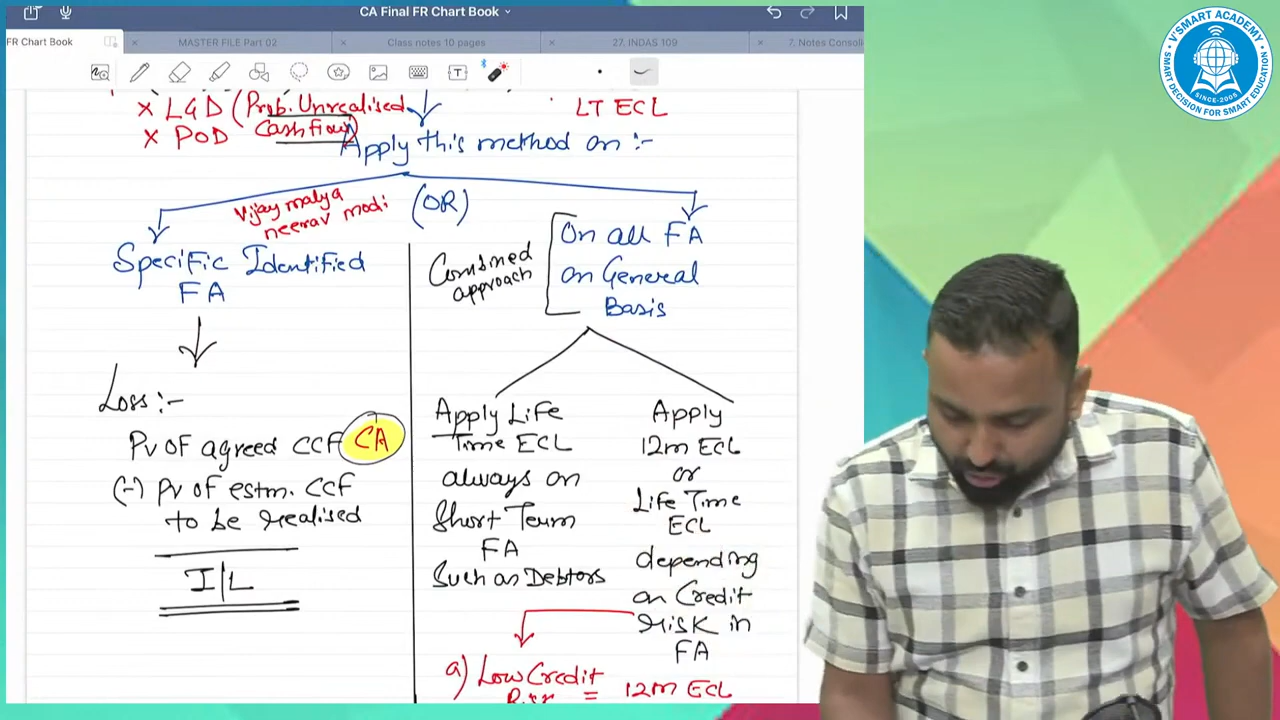 CA Final FR Chart Book
FR Chart Book
MASTER FILE Part 02
Class notes 10 pages
27. INDAS 109
7. Notes Consoli
x LGD (Prob. Unrealised
Cashflow)
x POD
LT ECL
Apply this method on :-
Vijay malya
neerav modi
(OR)
Specific Identified
FA
Combined
approach
On all FA
on General
Basis
Loss :-
Pv of agreed CCF CA
(-) Pv of estm. CCF
to be realised
I/L
Apply Life
Time ECL
always on
Short Term
FA
Such as Debtors
Apply
12m ECL
or
Life Time
ECL
depending
on Credit
risk in
FA
a) Low Credit
Risk = 12m ECL
V'SMART ACADEMY
SINCE-2005
SMART DECISION FOR SMART EDUCATION